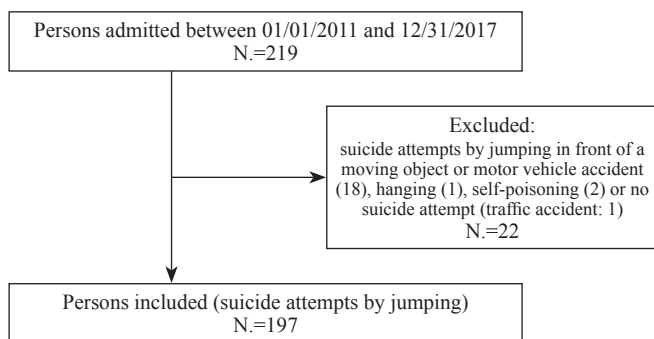 Persons admitted between 01/01/2011 and 12/31/2017
N.=219
Excluded:
suicide attempts by jumping in front of a
moving object or motor vehicle accident
(18), hanging (1), self-poisoning (2) or no
suicide attempt (traffic accident: 1)
N.=22
Persons included (suicide attempts by jumping)
N.=197